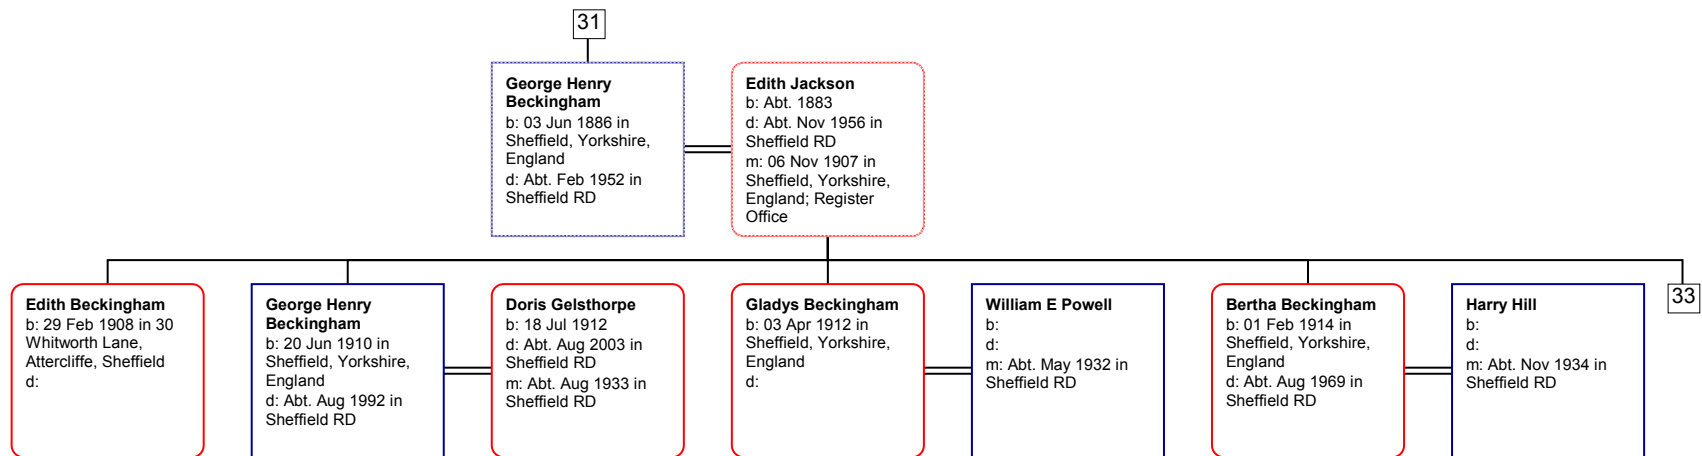 31
George Henry
Beckingham
b: 03 Jun 1886 in
Sheffield, Yorkshire,
England
d: Abt. Feb 1952 in
Sheffield RD
Edith Jackson
b: Abt. 1883
d: Abt. Nov 1956 in
Sheffield RD
m: 06 Nov 1907 in
Sheffield, Yorkshire,
England; Register
Office
Edith Beckingham
b: 29 Feb 1908 in 30
Whitworth Lane,
Attercliffe, Sheffield
d:
George Henry
Beckingham
b: 20 Jun 1910 in
Sheffield, Yorkshire,
England
d: Abt. Aug 1992 in
Sheffield RD
Doris Gelsthorpe
b: 18 Jul 1912
d: Abt. Aug 2003 in
Sheffield RD
m: Abt. Aug 1933 in
Sheffield RD
Gladys Beckingham
b: 03 Apr 1912 in
Sheffield, Yorkshire,
England
d:
William E Powell
b:
d:
m: Abt. May 1932 in
Sheffield RD
Bertha Beckingham
b: 01 Feb 1914 in
Sheffield, Yorkshire,
England
d: Abt. Aug 1969 in
Sheffield RD
Harry Hill
b:
d:
m: Abt. Nov 1934 in
Sheffield RD
33